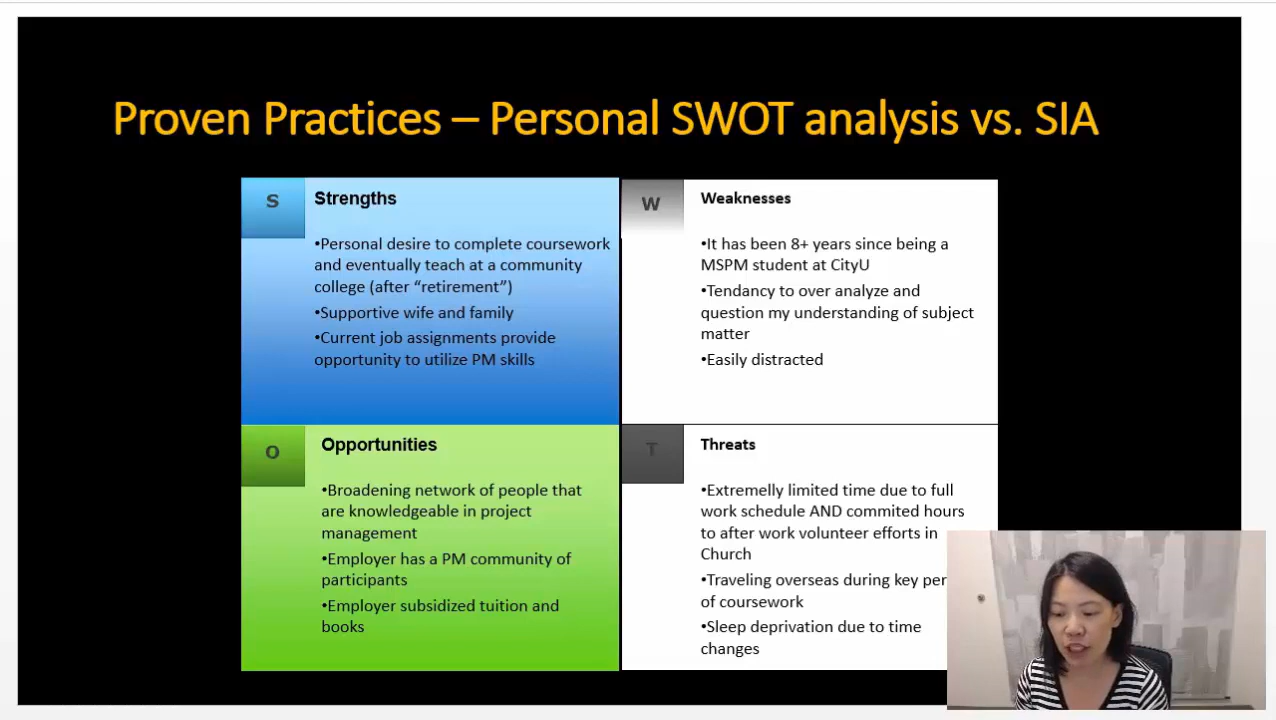 Proven Practices – Personal SWOT analysis vs. SIA
S
Strengths
•Personal desire to complete coursework
and eventually teach at a community
college (after “retirement”)
•Supportive wife and family
•Current job assignments provide
opportunity to utilize PM skills
W
Weaknesses
•It has been 8+ years since being a
MSPM student at CityU
•Tendancy to over analyze and
question my understanding of subject
matter
•Easily distracted
O
Opportunities
•Broadening network of people that
are knowledgeable in project
management
•Employer has a PM community of
participants
•Employer subsidized tuition and
books
T
Threats
•Extremelly limited time due to full
work schedule AND commited hours
to after work volunteer efforts in
Church
•Traveling overseas during key
of coursework
•Sleep deprivation due to time
changes